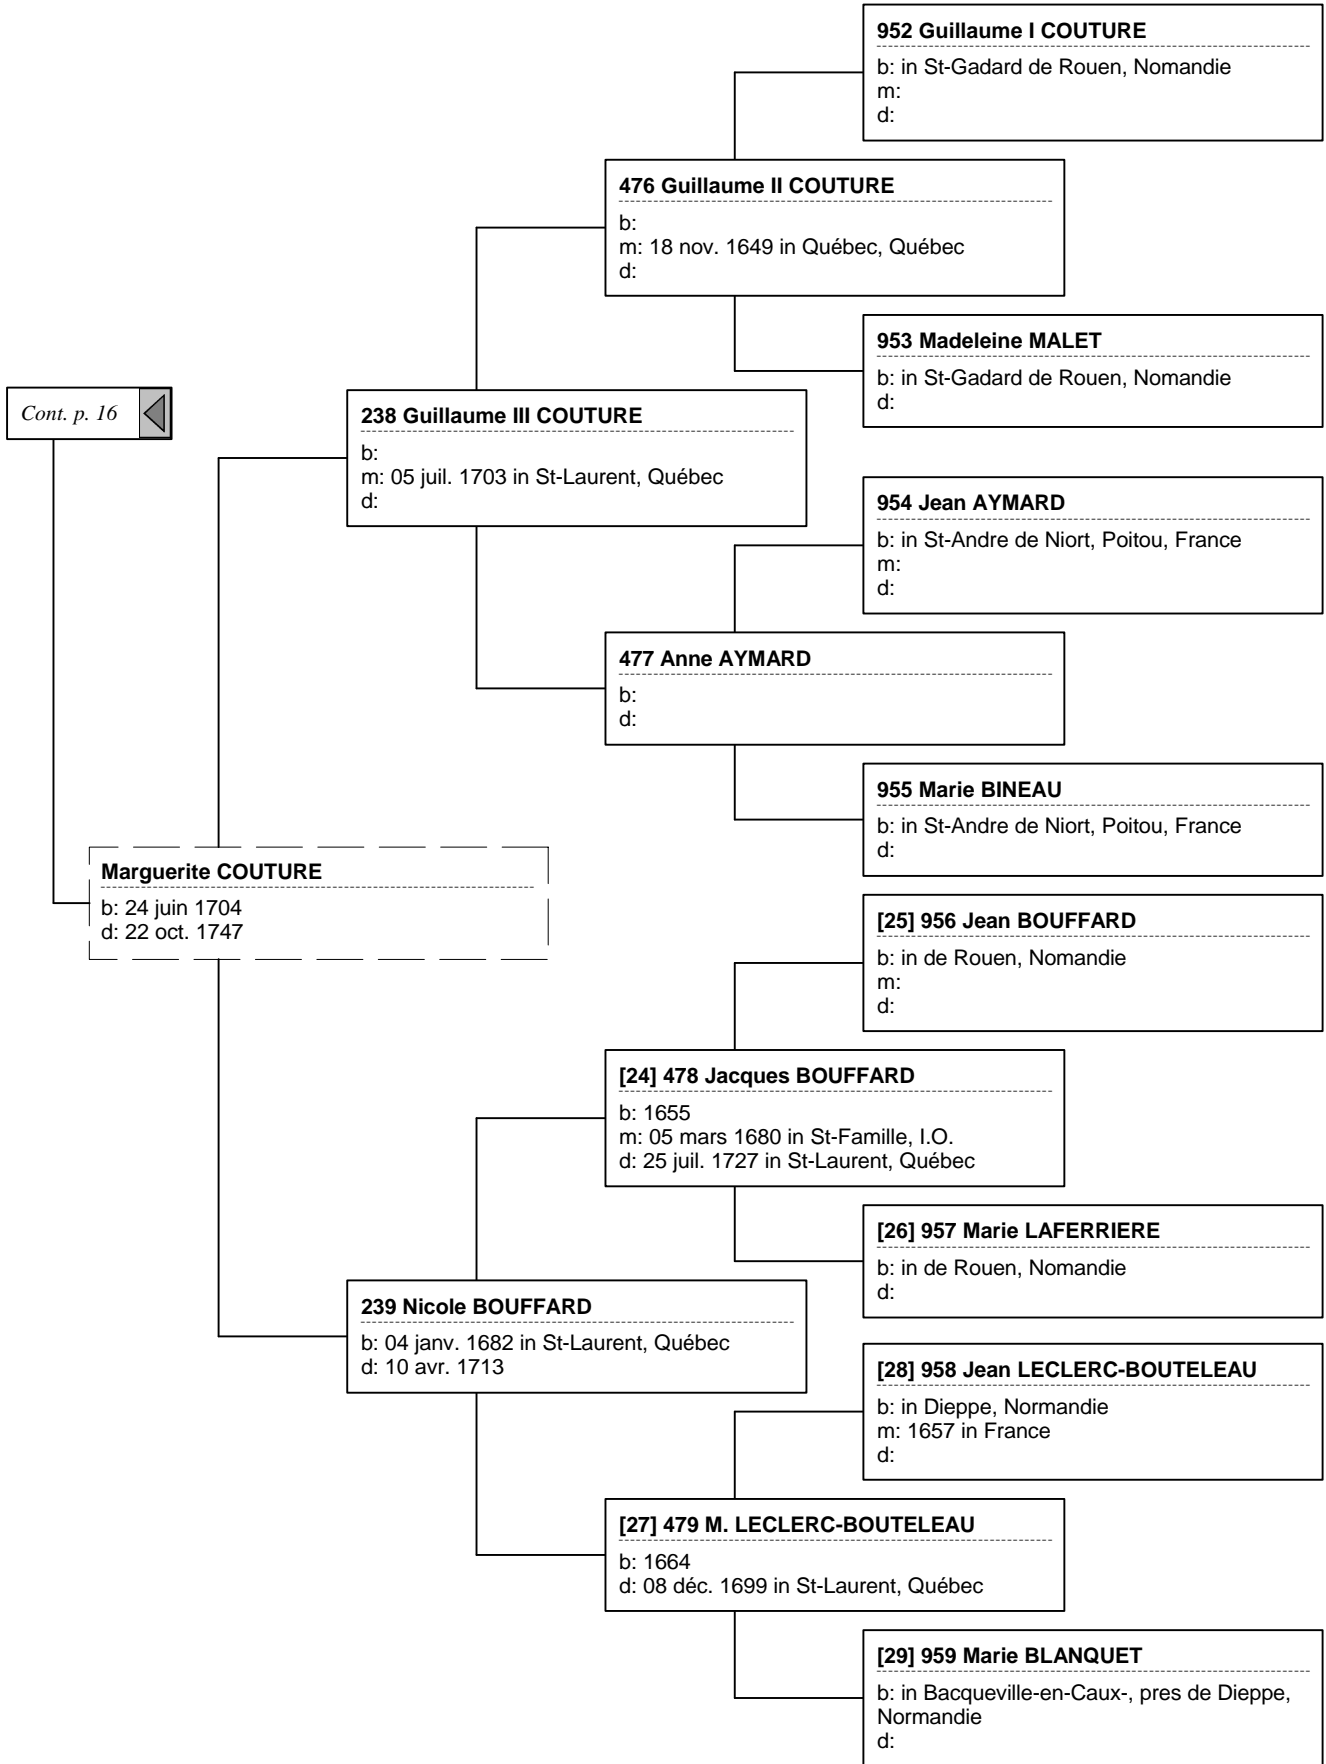 952 Guillaume I COUTURE
b: in St-Gadard de Rouen, Nomandie
m:
d:
476 Guillaume II COUTURE
b:
m: 18 nov. 1649 in Québec, Québec
d:
953 Madeleine MALET
b: in St-Gadard de Rouen, Nomandie
d:
Cont. p. 16
238 Guillaume III COUTURE
b:
m: 05 juil. 1703 in St-Laurent, Québec
d:
954 Jean AYMARD
b: in St-Andre de Niort, Poitou, France
m:
d:
477 Anne AYMARD
b:
d:
955 Marie BINEAU
b: in St-Andre de Niort, Poitou, France
d:
Marguerite COUTURE
b: 24 juin 1704
d: 22 oct. 1747
[25] 956 Jean BOUFFARD
b: in de Rouen, Nomandie
m:
d:
[24] 478 Jacques BOUFFARD
b: 1655
m: 05 mars 1680 in St-Famille, I.O.
d: 25 juil. 1727 in St-Laurent, Québec
[26] 957 Marie LAFERRIERE
b: in de Rouen, Nomandie
d:
239 Nicole BOUFFARD
b: 04 janv. 1682 in St-Laurent, Québec
d: 10 avr. 1713
[28] 958 Jean LECLERC-BOUTELEAU
b: in Dieppe, Normandie
m: 1657 in France
d:
[27] 479 M. LECLERC-BOUTELEAU
b: 1664
d: 08 déc. 1699 in St-Laurent, Québec
[29] 959 Marie BLANQUET
b: in Bacqueville-en-Caux-, pres de Dieppe,
Normandie
d: